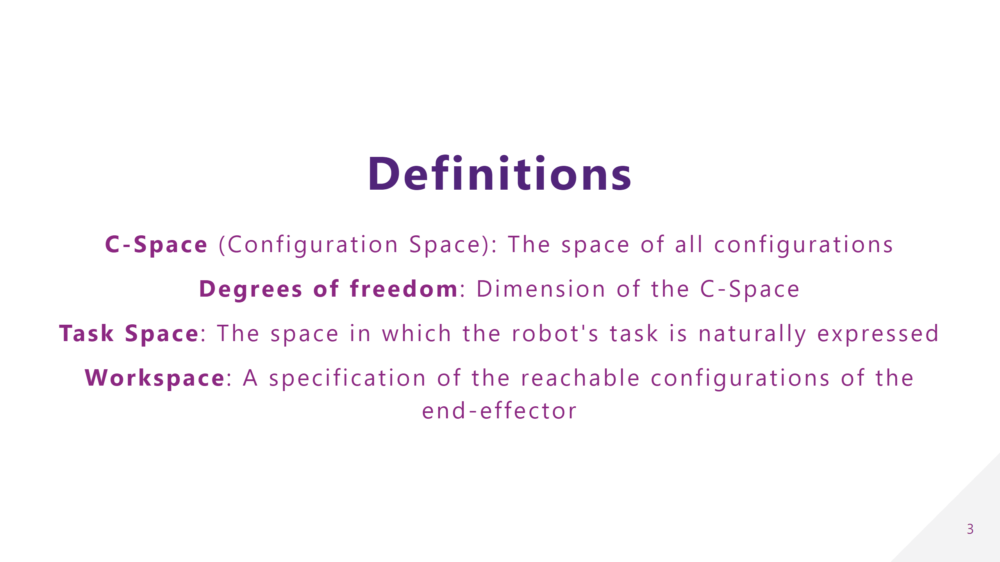 Definitions
C-Space (Configuration Space): The space of all configurations
Degrees of freedom: Dimension of the C-Space
Task Space: The space in which the robot's task is naturally expressed
Workspace: A specification of the reachable configurations of the
end-effector
3